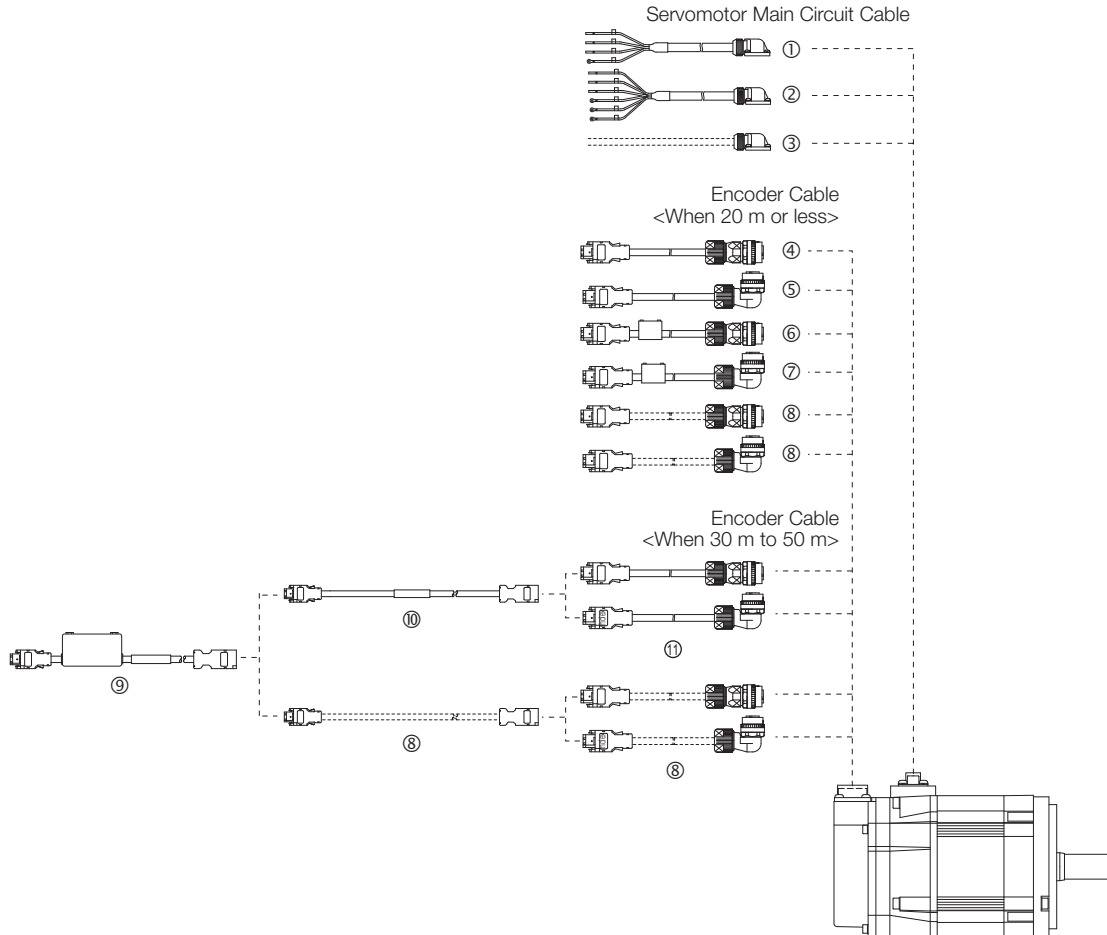 Servomotor Main Circuit Cable
①
②
③
Encoder Cable
<When 20 m or less>
④
⑤
⑥
⑦
⑧
⑧
Encoder Cable
<When 30 m to 50 m>
⑩
⑪
⑨
⑧
⑧